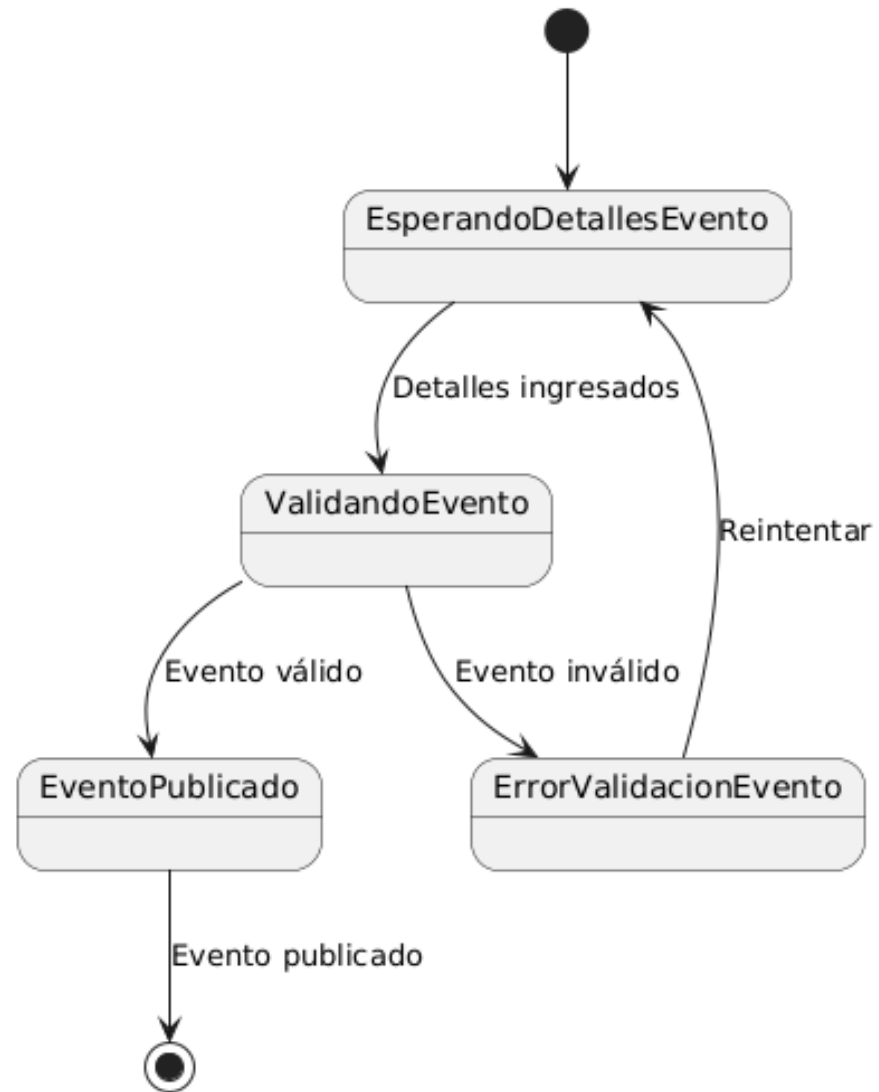 EsperandoDetallesEvento
Detalles ingresados
ValidandoEvento
Reintentar
Evento válido
Evento inválido
EventoPublicado
ErrorValidacionEvento
Evento publicado